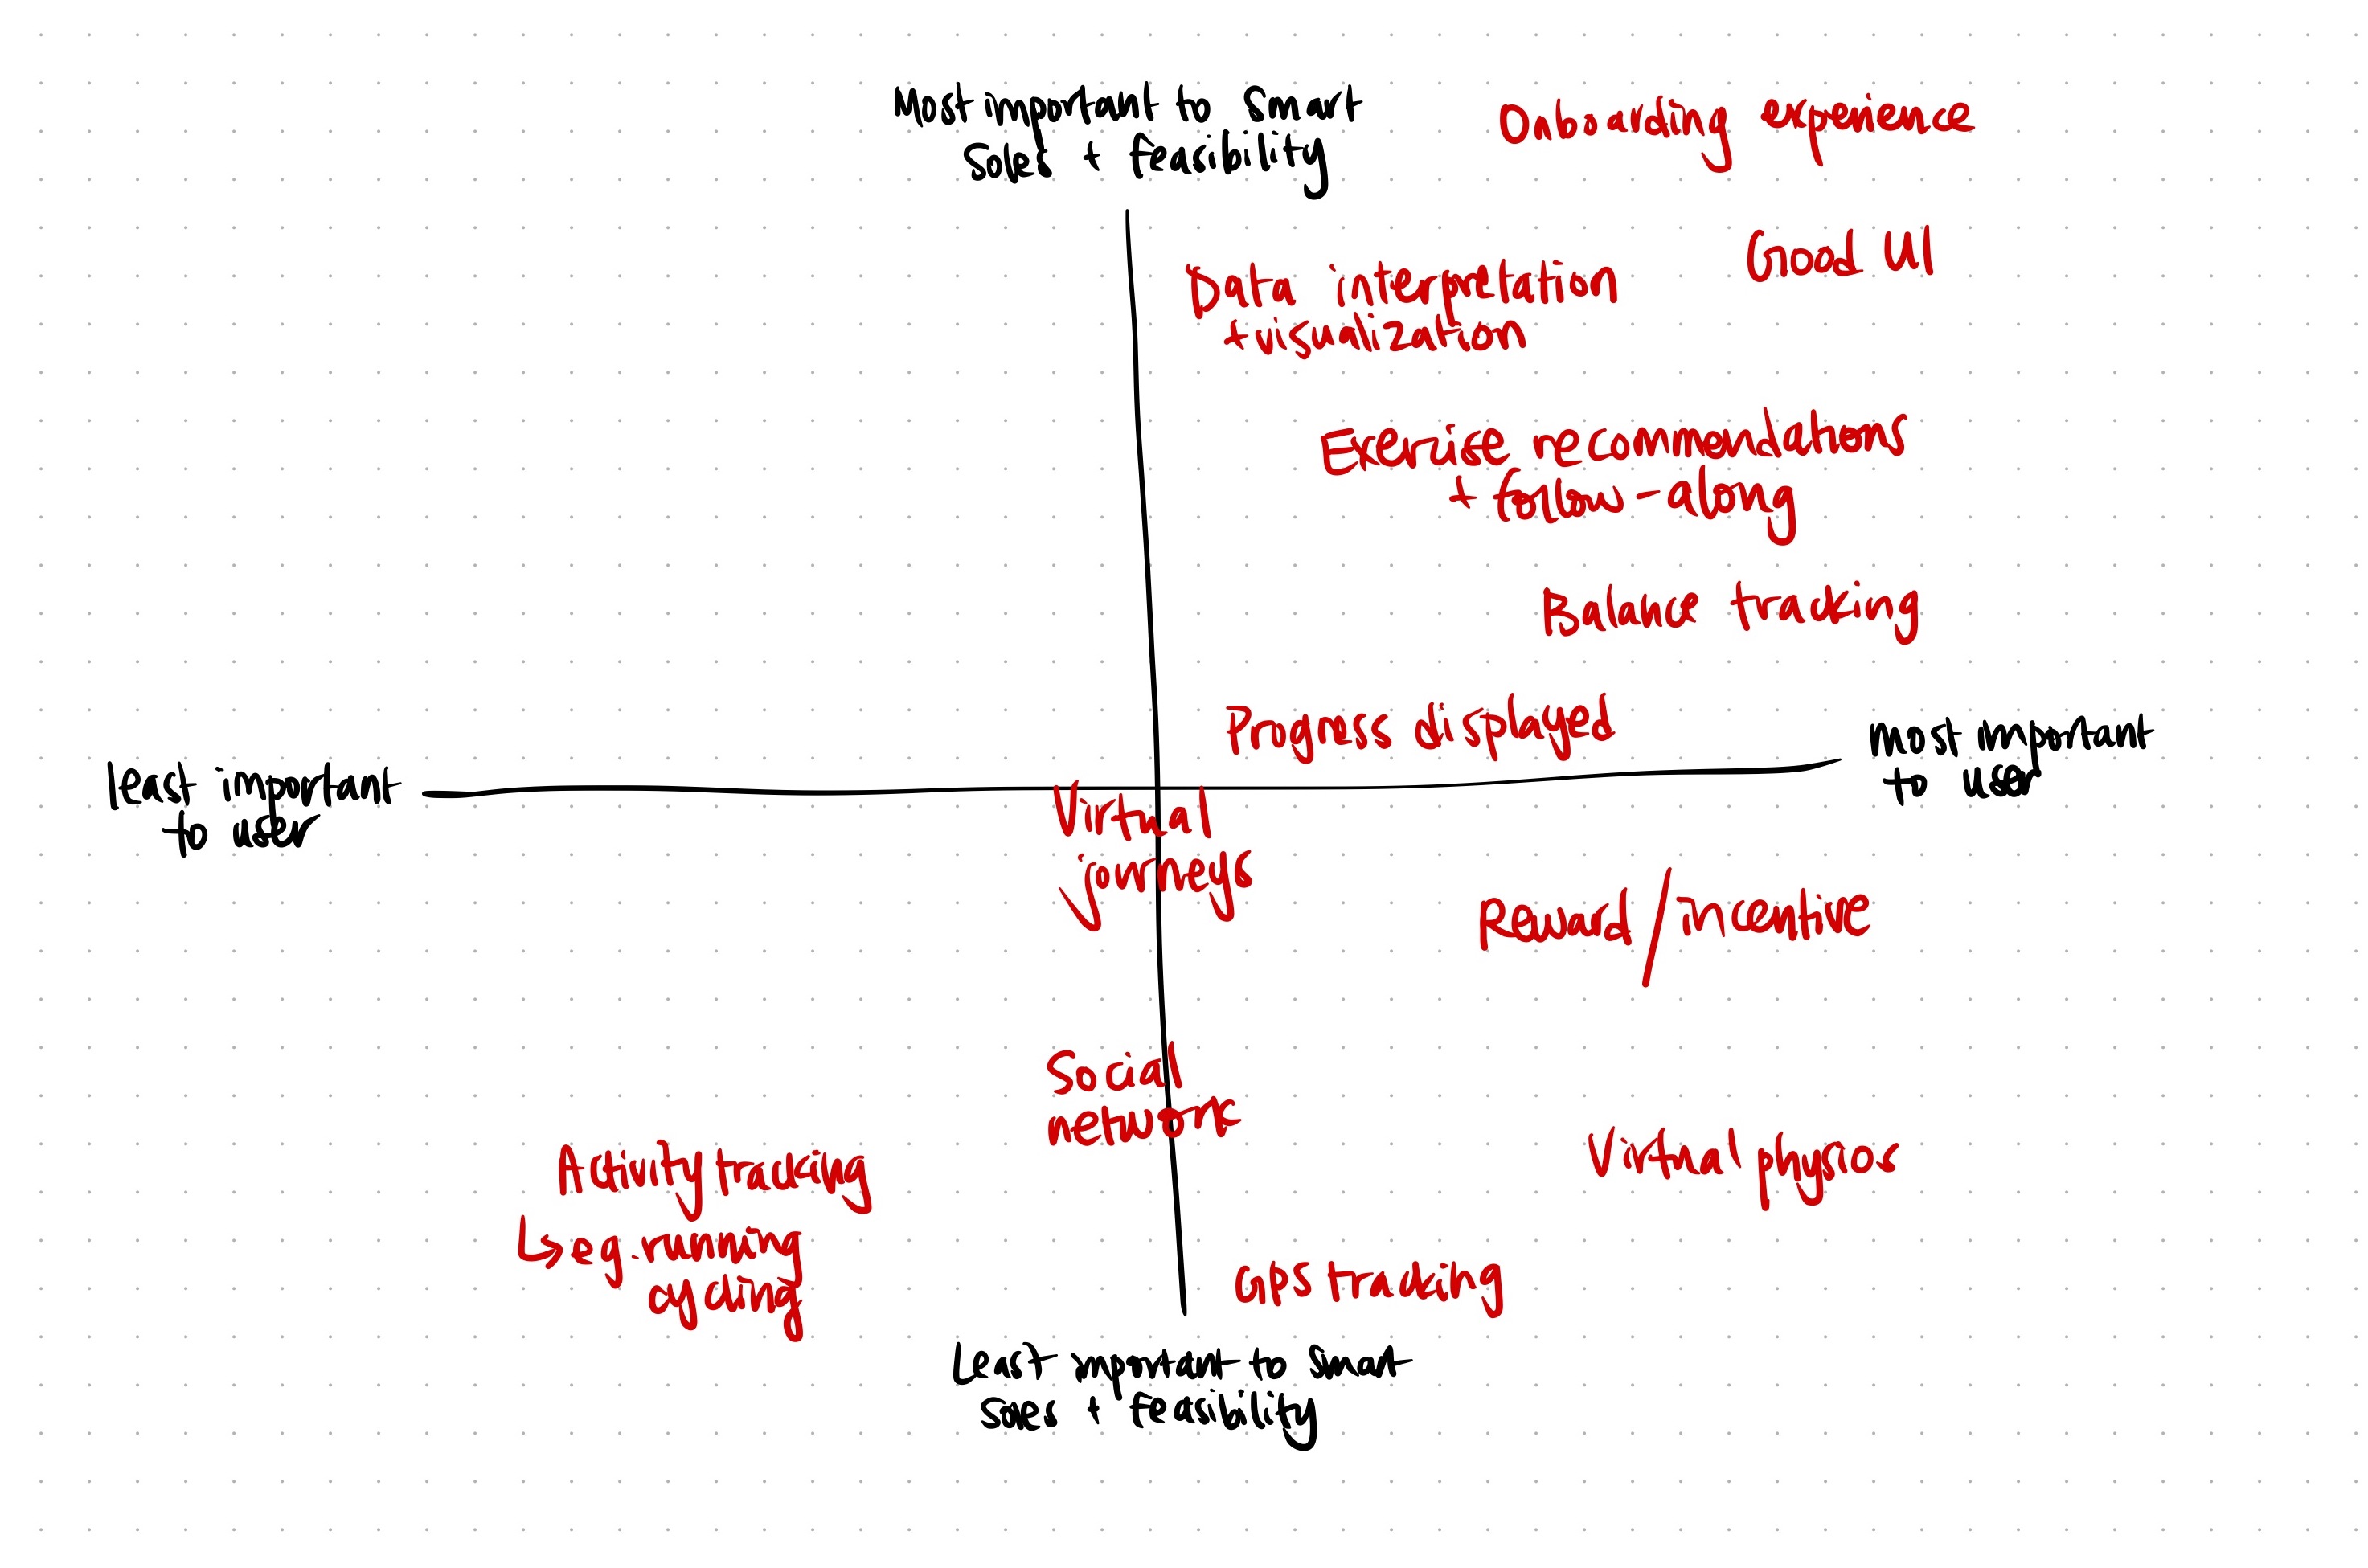 Most important to Smart
soles + feasibility
Onboarding experience
Good UI
Data interpretation
+ visualization
Exercise recommendations
+ follow-along
Balance tracking
Progress displayed
most important
to user
least important
to user
Virtual
journeys
Reward/incentive
Social
network
Activity tracking
↳ eg. running
cycling
Virtual physios
GPS tracking
Least important to Smart
soles + feasibility